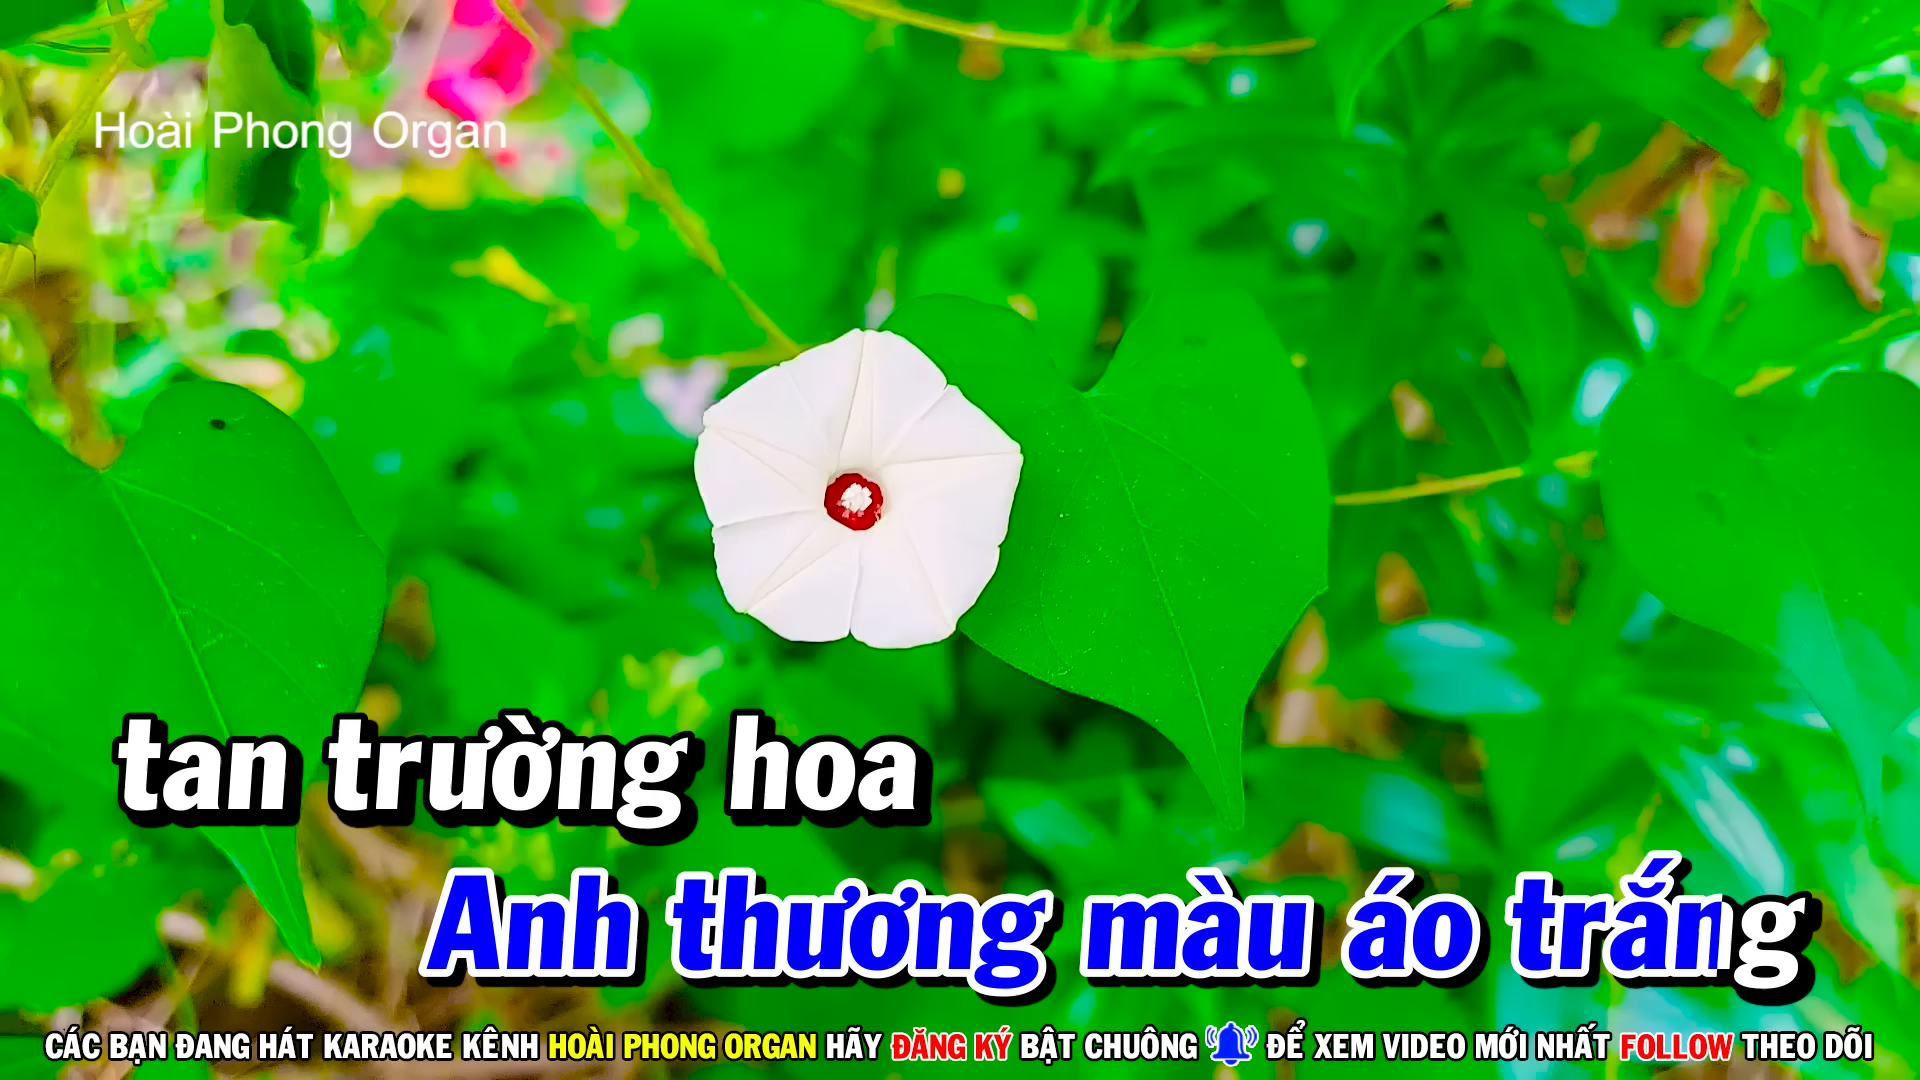 Hoài Phong Organ
tan trường hoa
Anh thương màu áo trắng
CÁC BẠN ĐANG HÁT KARAOKE KÊNH HOÀI PHONG ORGAN HÃY ĐĂNG KÝ BẬT CHUÔNG ĐỂ XEM VIDEO MỚI NHẤT FOLLOW THEO DÕI